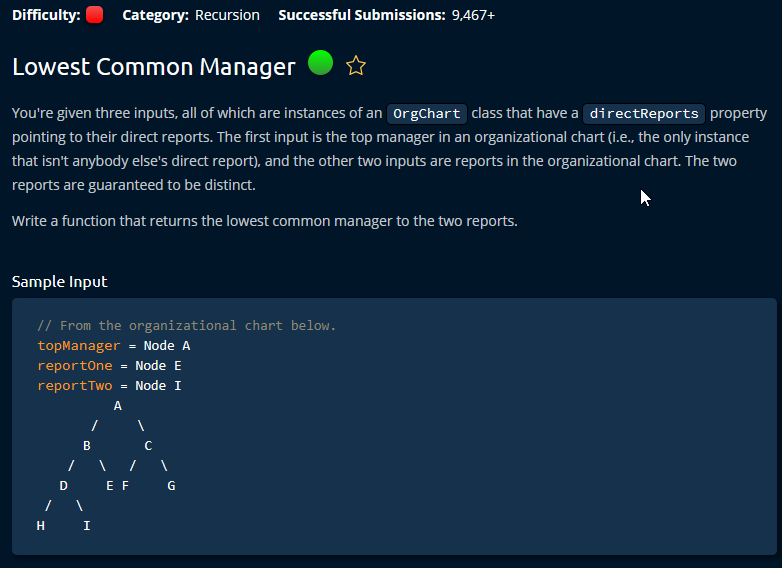 Difficulty: Category: Recursion Successful Submissions: 9,467+
Lowest Common Manager
You're given three inputs, all of which are instances of an OrgChart class that have a directReports property
pointing to their direct reports. The first input is the top manager in an organizational chart (i.e., the only instance
that isn't anybody else's direct report), and the other two inputs are reports in the organizational chart. The two
reports are guaranteed to be distinct.
Write a function that returns the lowest common manager to the two reports.
Sample Input
// From the organizational chart below.
topManager = Node A
reportOne = Node E
reportTwo = Node I
A
/ \
B C
/ \ / \
D E F G
/ \
H I